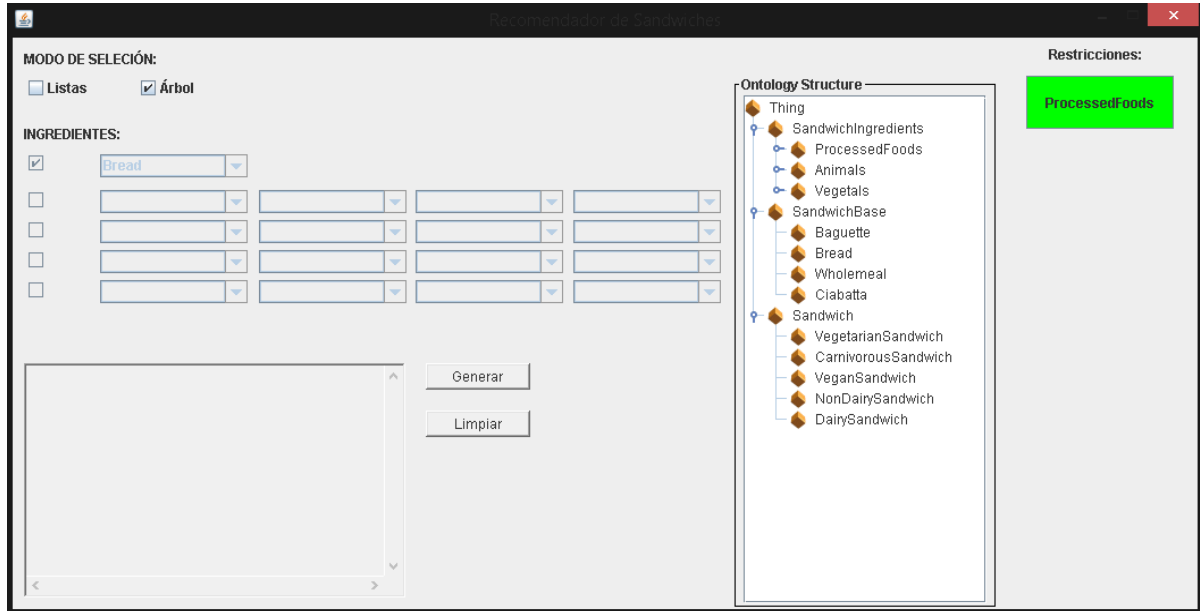 Recomendador de Sandwiches
MODO DE SELECIÓN:
Listas
Árbol
INGREDIENTES:
Bread
Generar
Limpiar
Ontology Structure
Thing
SandwichIngredients
ProcessedFoods
Animals
Vegetals
SandwichBase
Baguette
Bread
Wholemeal
Ciabatta
Sandwich
VegetarianSandwich
CarnivorousSandwich
VeganSandwich
NonDairySandwich
DairySandwich
Restricciones:
ProcessedFoods